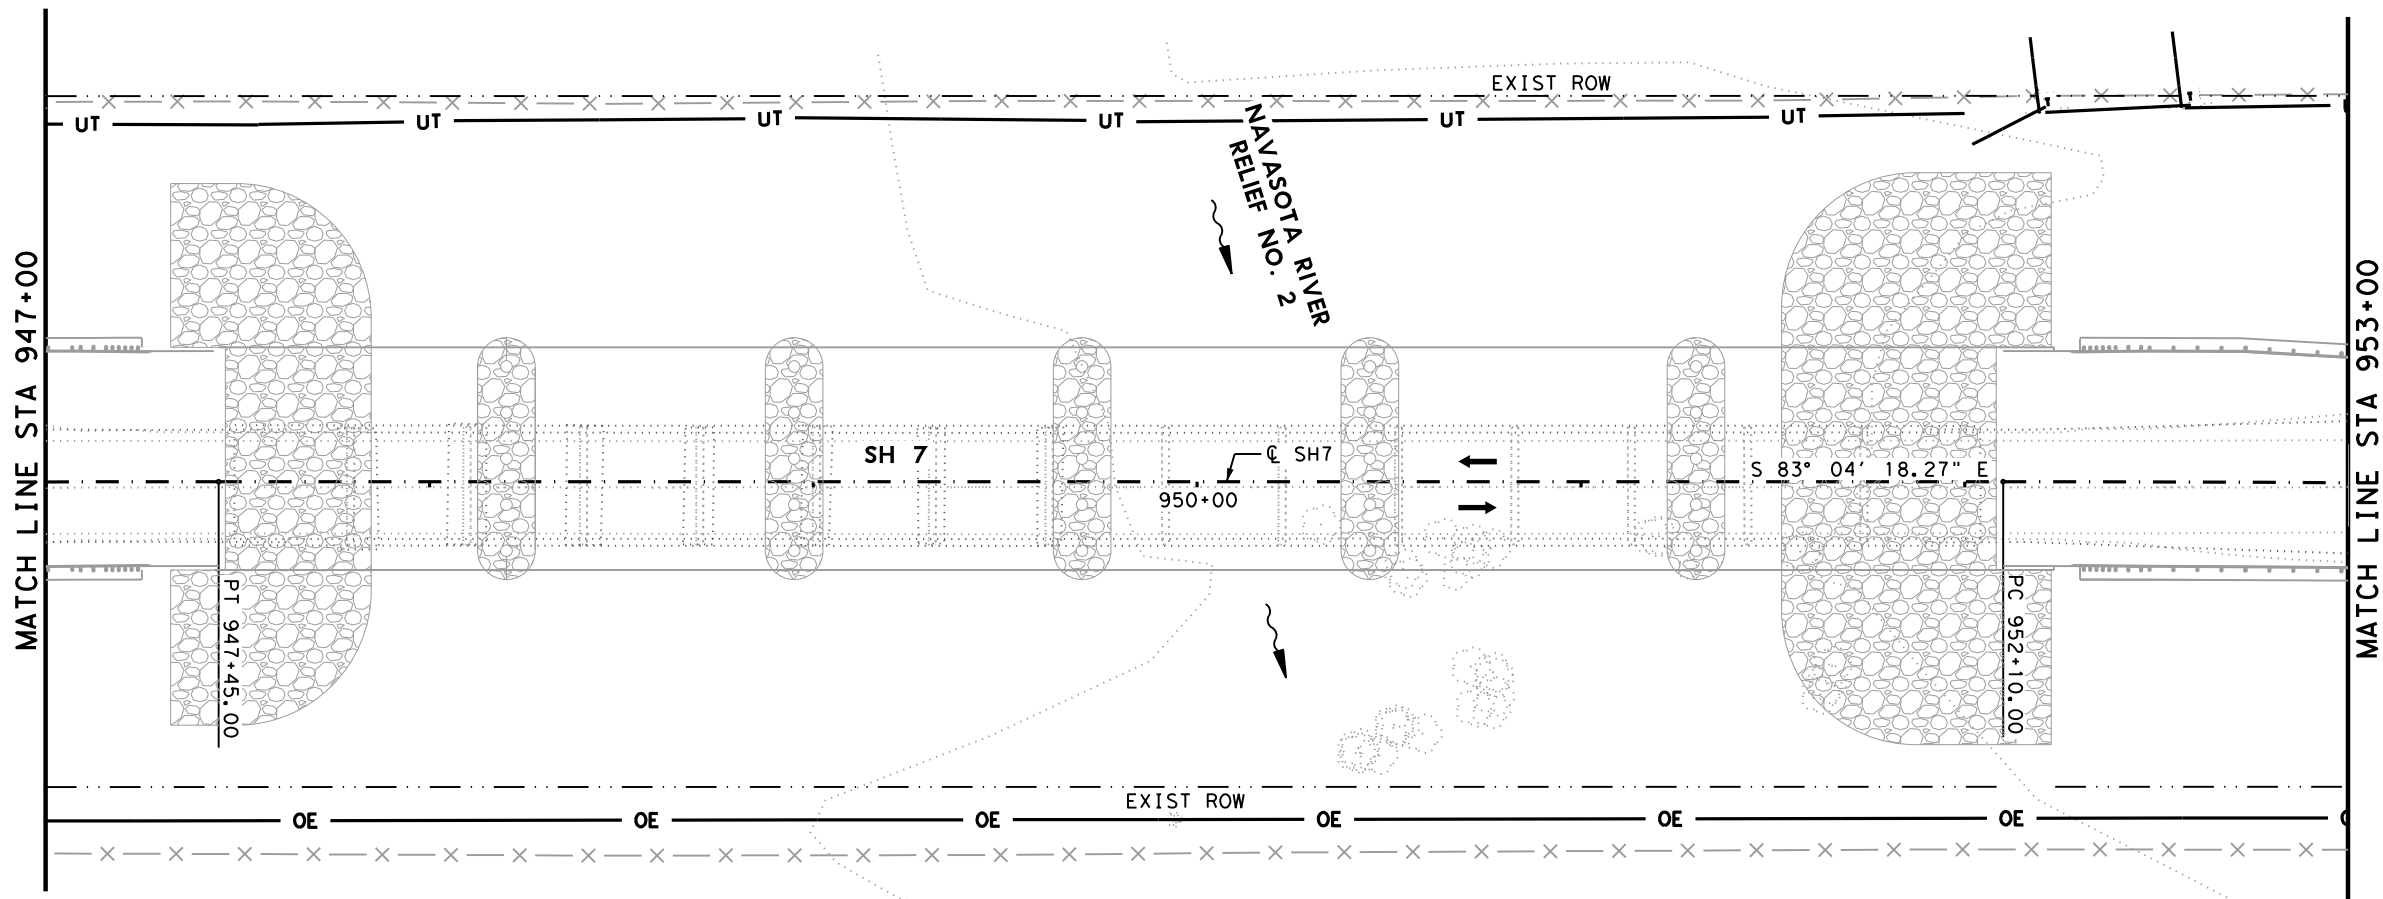 EXIST ROW
UT UT UT UT UT UT
NAVASOTA RIVER
RELIEF NO. 2
MATCH LINE STA 947+00
MATCH LINE STA 953+00
SH 7
℄ SH7
S 83° 04' 18.27" E
950+00
PT 947+45.00
PC 952+10.00
EXIST ROW
OE OE OE OE OE OE